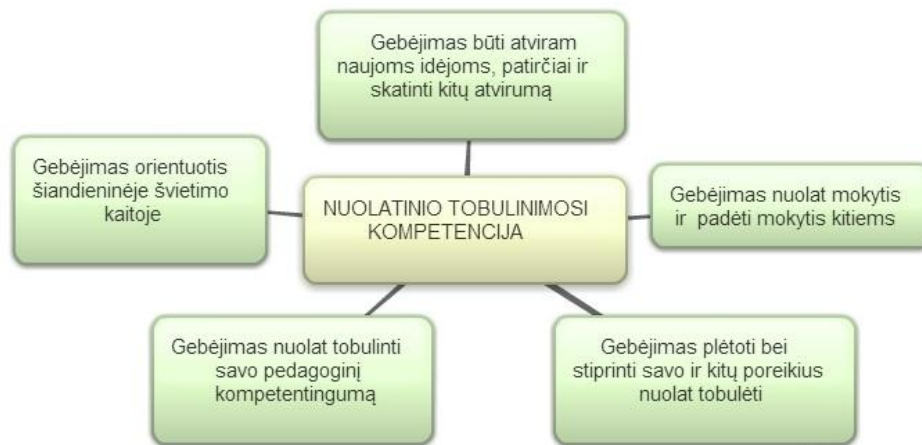 Gebėjimas būti atviram
naujoms idėjoms, patirčiai ir
skatinti kitų atvirumą
Gebėjimas orientuotis
šiandieninėje švietimo
kaitoje
NUOLATINIO TOBULINIMOSI
KOMPETENCIJA
Gebėjimas nuolat mokytis
ir padėti mokytis kitiems
Gebėjimas nuolat tobulinti
savo pedagoginį
kompetentingumą
Gebėjimas plėtoti bei
stiprinti savo ir kitų poreikius
nuolat tobulėti